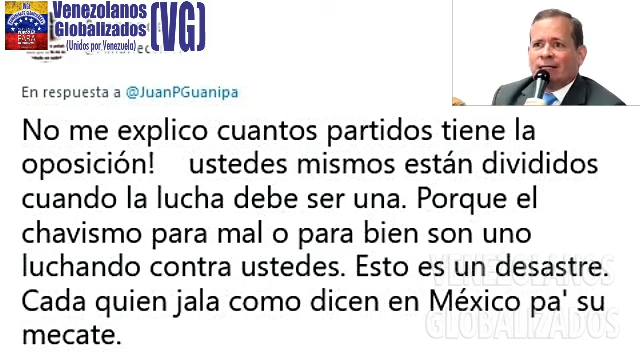 Venezolanos
Globalizados
(Unidos por Venezuela)
(VG)
En respuesta a @JuanPGuanipa
No me explico cuantos partidos tiene la
oposición! ustedes mismos están divididos
cuando la lucha debe ser una. Porque el
chavismo para mal o para bien son uno
luchando contra ustedes. Esto es un desastre.
Cada quien jala como dicen en México pa' su
mecate.
VENEZOLANOS
GLOBALIZADOS